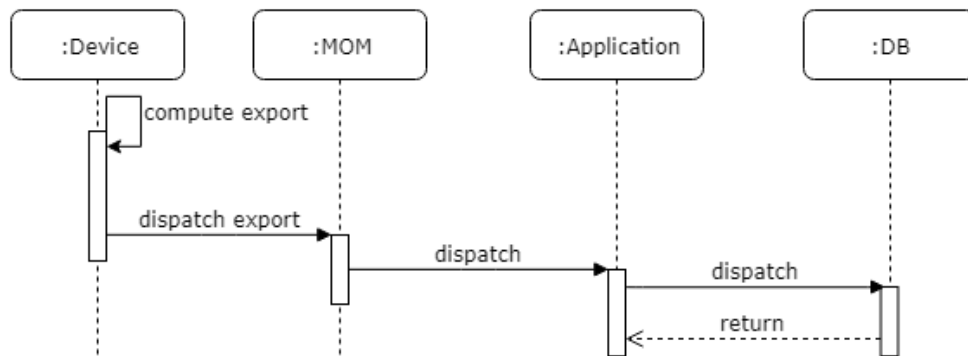 :Device
:MOM
:Application
:DB
compute export
dispatch export
dispatch
dispatch
return